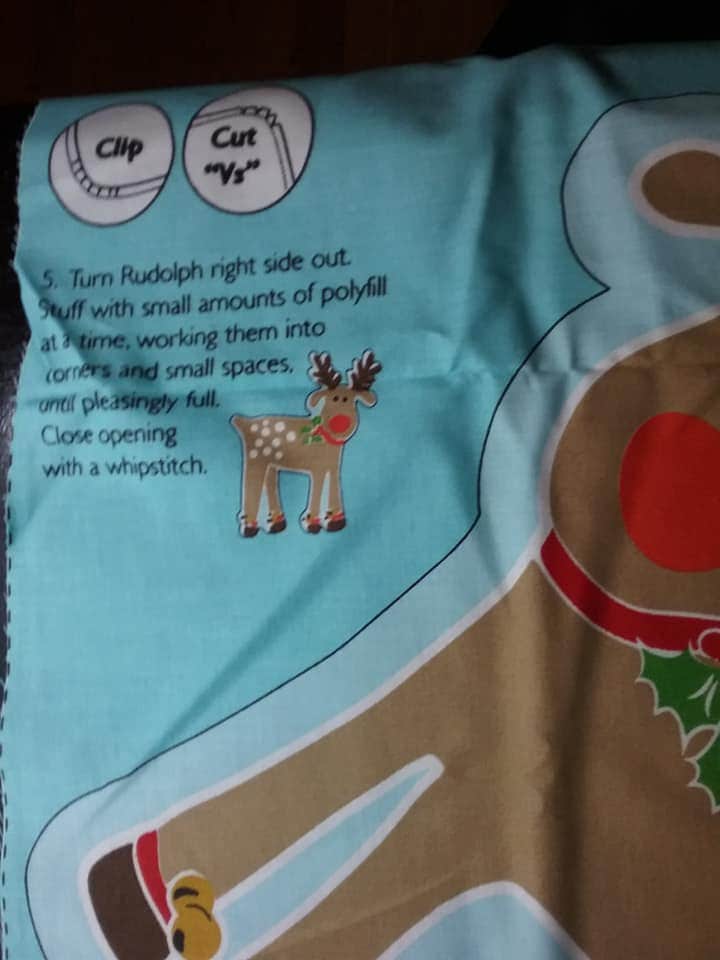 Clip
Cut
"Vs"
5. Turn Rudolph right side out.
Stuff with small amounts of polyfill
at a time, working them into
corners and small spaces,
until pleasingly full.
Close opening
with a whipstitch.